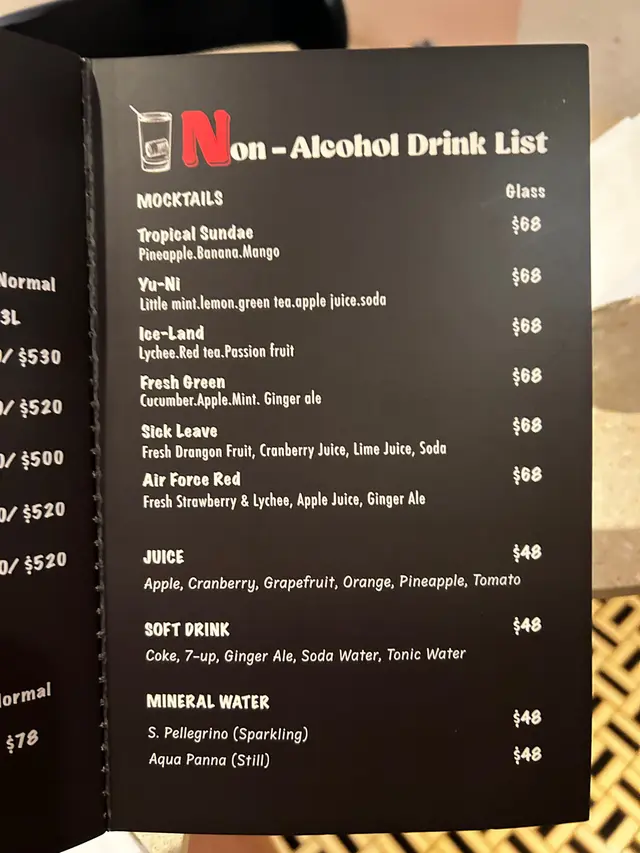 Normal
3L
/ $530
/ $520
0/ $500
0/ $520
0/ $520
$78
Non-Alcohol Drink List
MOCKTAILS Glass
Tropical Sundae $68
Pineapple.Banana.Mango
Yu-Ni $68
Little mint.lemon.green tea.apple juice.soda
Ice-Land $68
Lychee.Red tea.Passion fruit
Fresh Green $68
Cucumber.Apple.Mint. Ginger ale
Sick Leave $68
Fresh Drangon Fruit, Cranberry Juice, Lime Juice, Soda
Air Force Red $68
Fresh Strawberry & Lychee, Apple Juice, Ginger Ale
JUICE $48
Apple, Cranberry, Grapefruit, Orange, Pineapple, Tomato
SOFT DRINK $48
Coke, 7-up, Ginger Ale, Soda Water, Tonic Water
MINERAL WATER
S. Pellegrino (Sparkling) $48
Aqua Panna (Still) $48